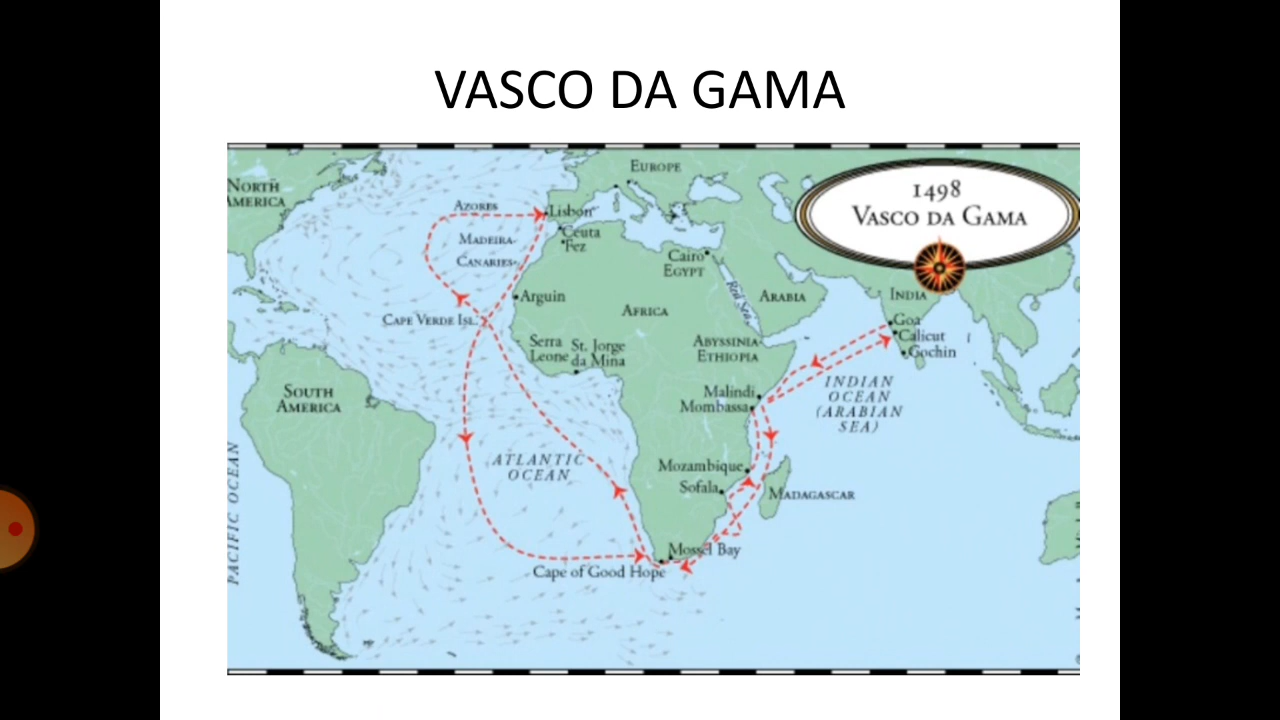 VASCO DA GAMA
1498
VASCO DA GAMA
NORTH
AMERICA
EUROPE
AZORES
Lisbon
MADEIRA
CANARIES
Ceuta
Fez
Cairo
EGYPT
Red Sea
ARABIA
INDIA
Arguin
AFRICA
CAPE VERDE ISL.
Goa
Calicut
Cochin
Serra
Leone
St. Jorge
da Mina
ABYSSINIA
ETHIOPIA
SOUTH
AMERICA
Malindi
Mombassa
INDIAN
OCEAN
(ARABIAN
SEA)
PACIFIC OCEAN
ATLANTIC
OCEAN
Mozambique
Sofala
MADAGASCAR
Mossel Bay
Cape of Good Hope